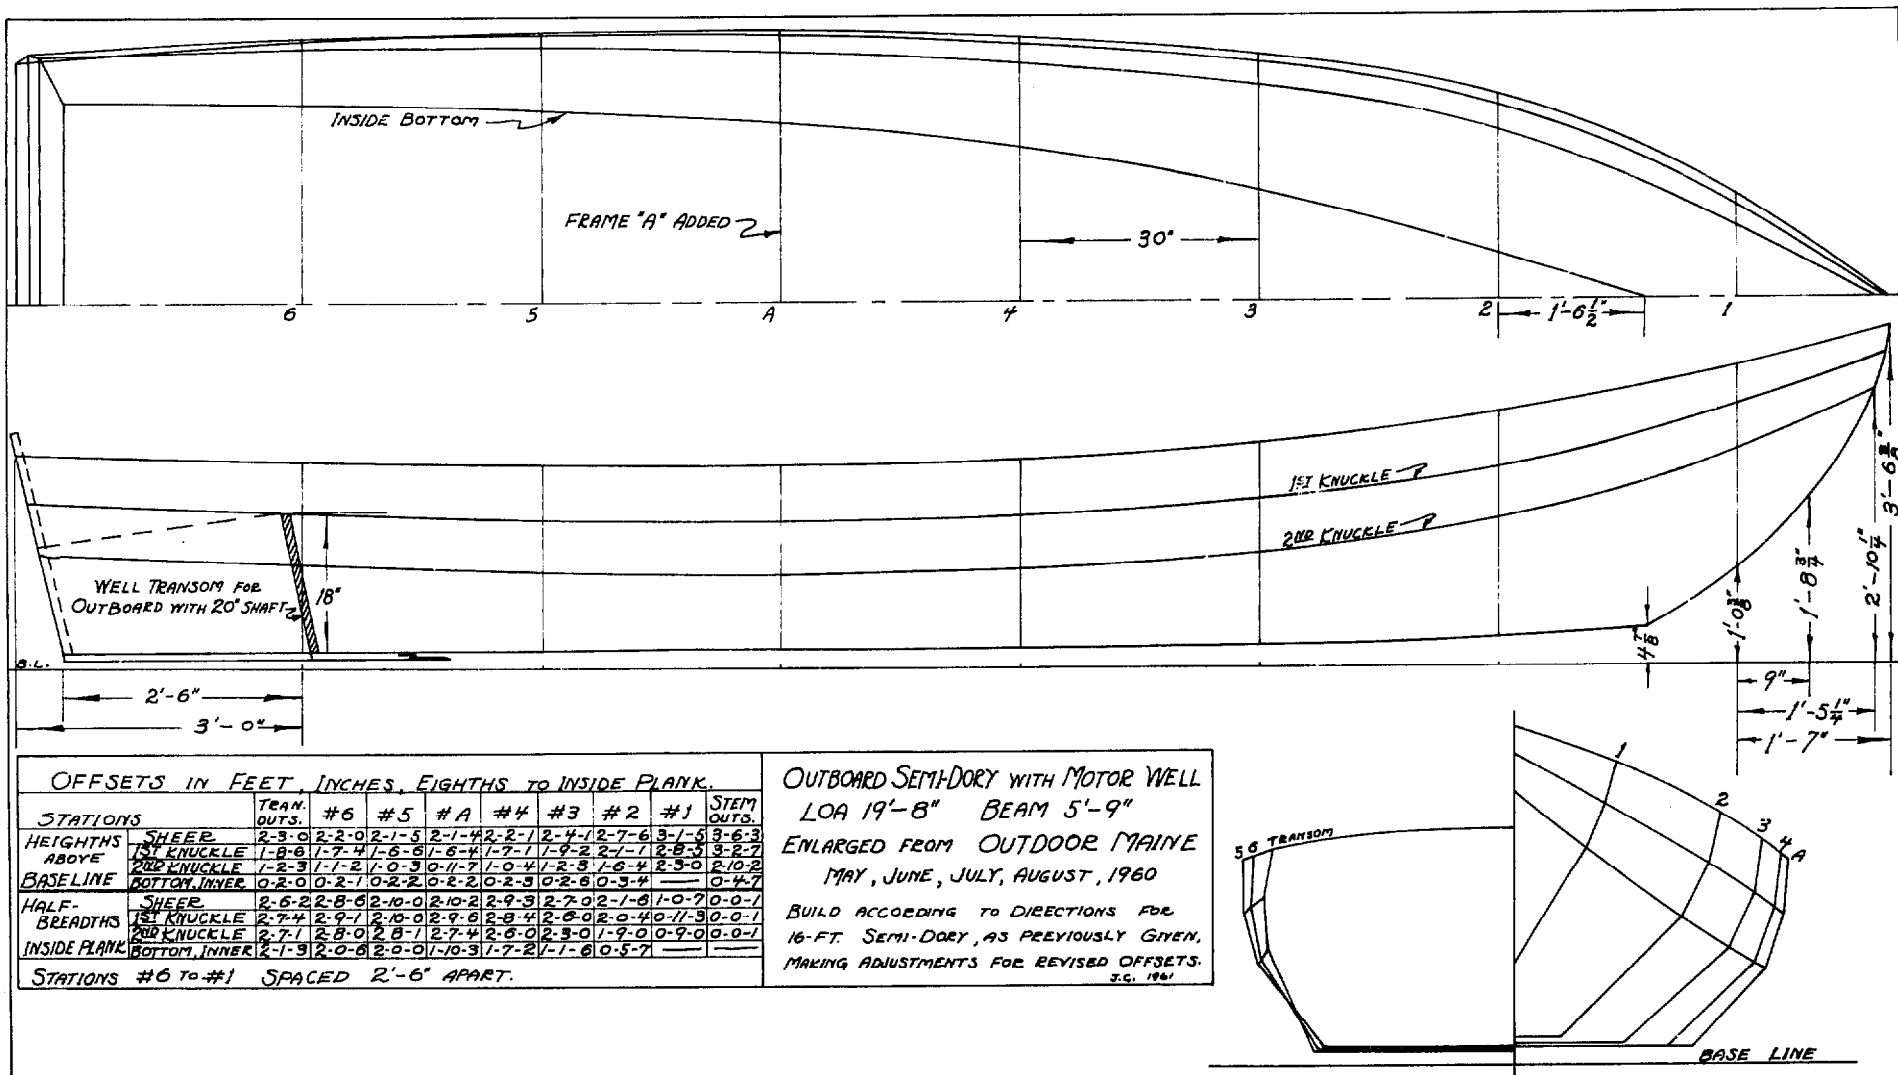 INSIDE BOTTOM
FRAME "A" ADDED
30"
6 5 A 4 3 2 1
1'-6 1/2"
1ST KNUCKLE
2ND KNUCKLE
WELL TRANSOM FOR
OUTBOARD WITH 20" SHAFT
18"
B.L.
2'-6"
3'-0"
4 7/8
1'-0 3/8"
1'-8 3/4"
2'-10 1/4"
3'-6 3/8"
9"
1'-5 1/4"
1'-7"
OFFSETS IN FEET, INCHES, EIGHTHS TO INSIDE PLANK.
STATIONS TRAN. OUTS. #6 #5 #A #4 #3 #2 #1 STEM OUTS.
HEIGHTHS ABOVE BASELINE
SHEER 2-3-0 2-2-0 2-1-5 2-1-4 2-2-1 2-4-1 2-7-6 3-1-5 3-6-3
1ST KNUCKLE 1-8-6 1-7-4 1-6-6 1-6-4 1-7-1 1-9-2 2-1-1 2-8-5 3-2-7
2ND KNUCKLE 1-2-3 1-1-2 1-0-3 0-11-7 1-0-4 1-2-3 1-6-4 2-3-0 2-10-2
BOTTOM, INNER 0-2-0 0-2-1 0-2-2 0-2-2 0-2-3 0-2-6 0-3-4 — 0-4-7
HALF-BREADTHS INSIDE PLANK
SHEER 2-6-2 2-8-6 2-10-0 2-10-2 2-9-3 2-7-0 2-1-6 1-0-7 0-0-1
1ST KNUCKLE 2-7-4 2-9-1 2-10-0 2-9-6 2-8-4 2-6-0 2-0-4 0-11-3 0-0-1
2ND KNUCKLE 2-7-1 2-8-0 2-8-1 2-7-4 2-6-0 2-3-0 1-9-0 0-9-0 0-0-1
BOTTOM, INNER 2-1-3 2-0-6 2-0-0 1-10-3 1-7-2 1-1-6 0-5-7 — —
STATIONS #6 TO #1 SPACED 2'-6" APART.
OUTBOARD SEMI-DORY WITH MOTOR WELL
LOA 19'-8" BEAM 5'-9"
ENLARGED FROM OUTDOOR MAINE
MAY, JUNE, JULY, AUGUST, 1960
BUILD ACCORDING TO DIRECTIONS FOR
16-FT. SEMI-DORY, AS PREVIOUSLY GIVEN,
MAKING ADJUSTMENTS FOR REVISED OFFSETS.
J.G. 1961
5 6 TRANSOM
1
2
3
4
A
BASE LINE